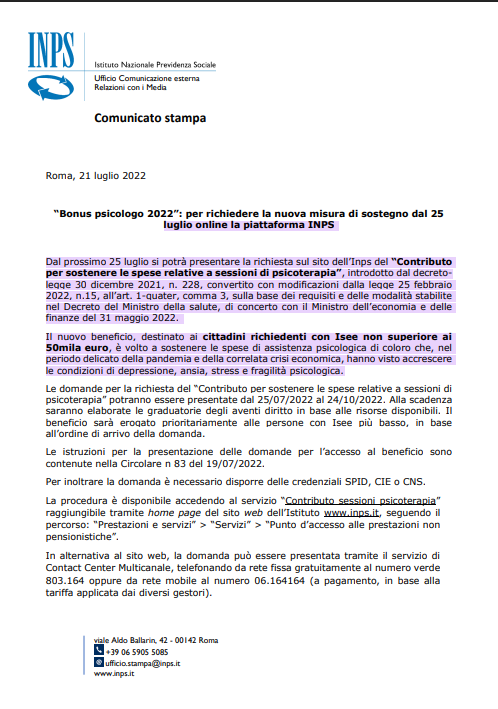 INPS
Istituto Nazionale Previdenza Sociale
Ufficio Comunicazione esterna
Relazioni con i Media
Comunicato stampa
Roma, 21 luglio 2022
“Bonus psicologo 2022”: per richiedere la nuova misura di sostegno dal 25
luglio online la piattaforma INPS
Dal prossimo 25 luglio si potrà presentare la richiesta sul sito dell’Inps del “Contributo
per sostenere le spese relative a sessioni di psicoterapia”, introdotto dal decreto-
legge 30 dicembre 2021, n. 228, convertito con modificazioni dalla legge 25 febbraio
2022, n.15, all’art. 1-quater, comma 3, sulla base dei requisiti e delle modalità stabilite
nel Decreto del Ministro della salute, di concerto con il Ministro dell’economia e delle
finanze del 31 maggio 2022.
Il nuovo beneficio, destinato ai cittadini richiedenti con Isee non superiore ai
50mila euro, è volto a sostenere le spese di assistenza psicologica di coloro che, nel
periodo delicato della pandemia e della correlata crisi economica, hanno visto accrescere
le condizioni di depressione, ansia, stress e fragilità psicologica.
Le domande per la richiesta del “Contributo per sostenere le spese relative a sessioni di
psicoterapia” potranno essere presentate dal 25/07/2022 al 24/10/2022. Alla scadenza
saranno elaborate le graduatorie degli aventi diritto in base alle risorse disponibili. Il
beneficio sarà erogato prioritariamente alle persone con Isee più basso, in base
all’ordine di arrivo della domanda.
Le istruzioni per la presentazione delle domande per l’accesso al beneficio sono
contenute nella Circolare n 83 del 19/07/2022.
Per inoltrare la domanda è necessario disporre delle credenziali SPID, CIE o CNS.
La procedura è disponibile accedendo al servizio “Contributo sessioni psicoterapia”
raggiungibile tramite home page del sito web dell’Istituto www.inps.it, seguendo il
percorso: “Prestazioni e servizi” > “Servizi” > “Punto d’accesso alle prestazioni non
pensionistiche”.
In alternativa al sito web, la domanda può essere presentata tramite il servizio di
Contact Center Multicanale, telefonando da rete fissa gratuitamente al numero verde
803.164 oppure da rete mobile al numero 06.164164 (a pagamento, in base alla
tariffa applicata dai diversi gestori).
viale Aldo Ballarin, 42 - 00142 Roma
+39 06 5905 5085
ufficio.stampa@inps.it
www.inps.it